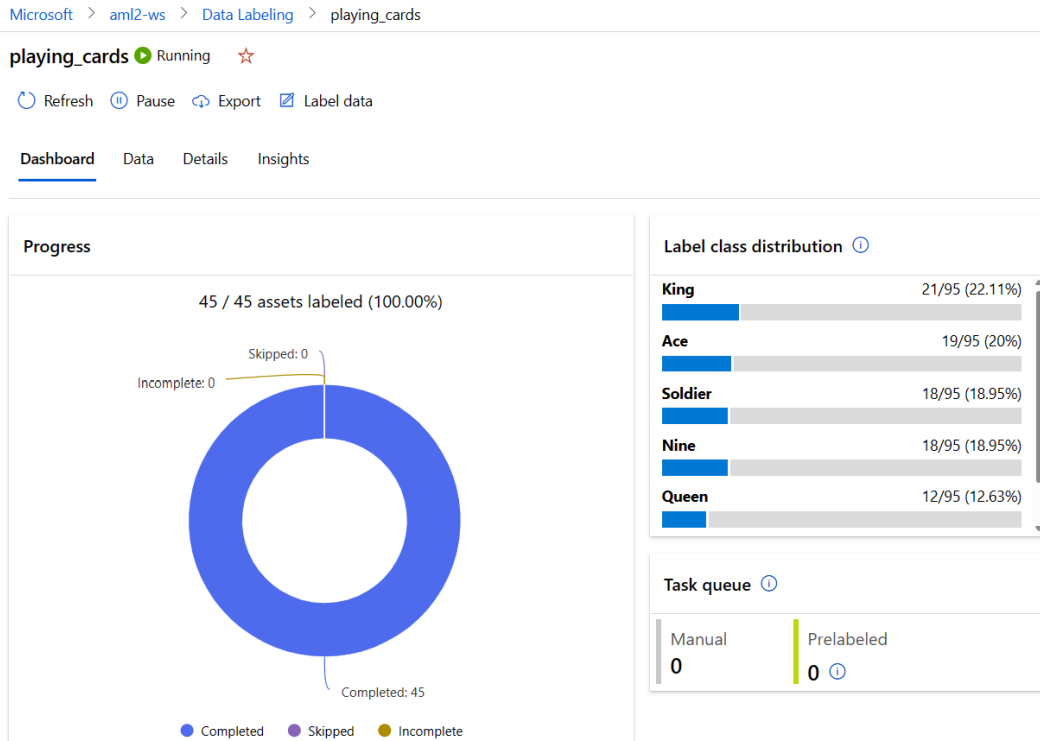 Microsoft > aml2-ws > Data Labeling > playing_cards
playing_cards Running
Refresh Pause Export Label data
Dashboard Data Details Insights
Progress
45 / 45 assets labeled (100.00%)
Skipped: 0
Incomplete: 0
Completed: 45
Completed Skipped Incomplete
Label class distribution
King 21/95 (22.11%)
Ace 19/95 (20%)
Soldier 18/95 (18.95%)
Nine 18/95 (18.95%)
Queen 12/95 (12.63%)
Task queue
Manual Prelabeled
0 0